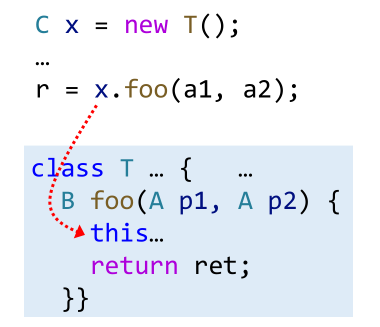 C x = new T();
…
r = x.foo(a1, a2);
class T … {   …
B foo(A p1, A p2) {
this…
return ret;
}}